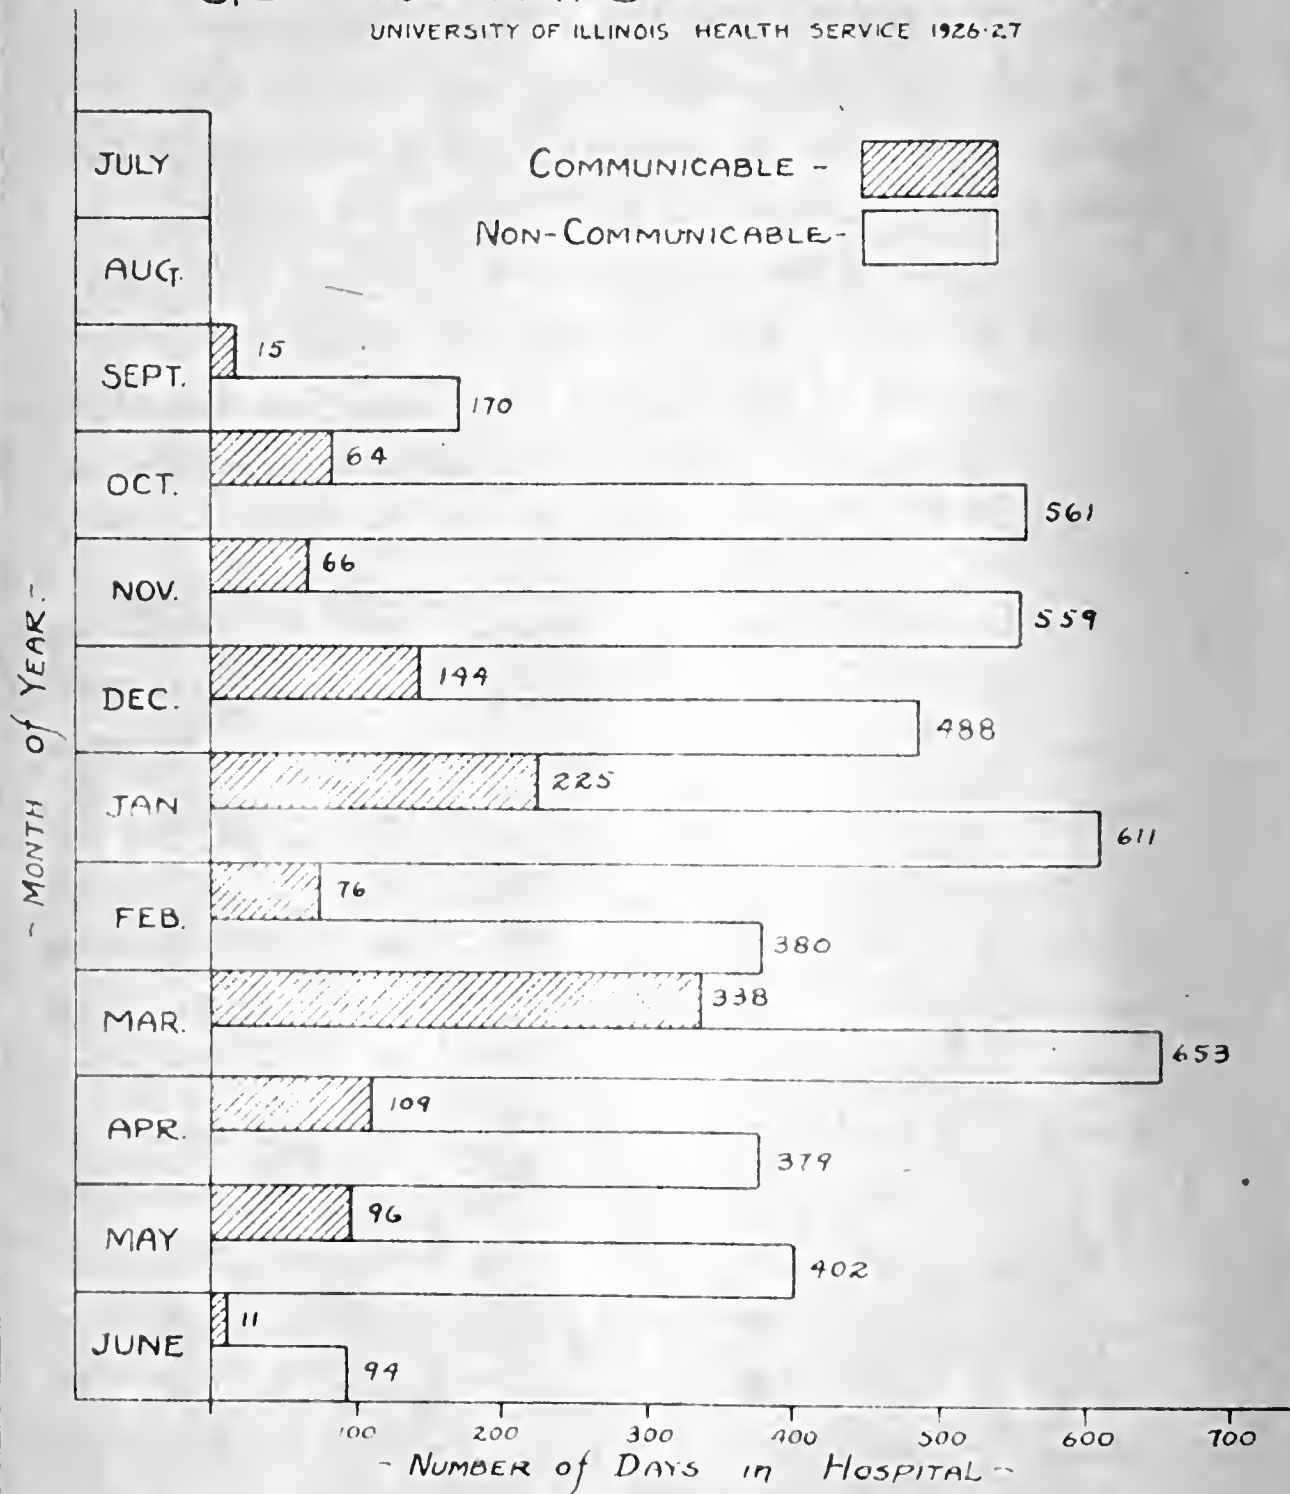 UNIVERSITY OF ILLINOIS HEALTH SERVICE 1926-27
COMMUNICABLE -
NON-COMMUNICABLE-
JULY
AUG.
SEPT.
15
170
OCT.
64
561
NOV.
66
559
DEC.
144
488
JAN
225
611
FEB.
76
380
MAR.
338
653
APR.
109
379
MAY
96
402
JUNE
11
94
- MONTH of YEAR.-
100 200 300 400 500 600 700
- NUMBER of DAYS in HOSPITAL -